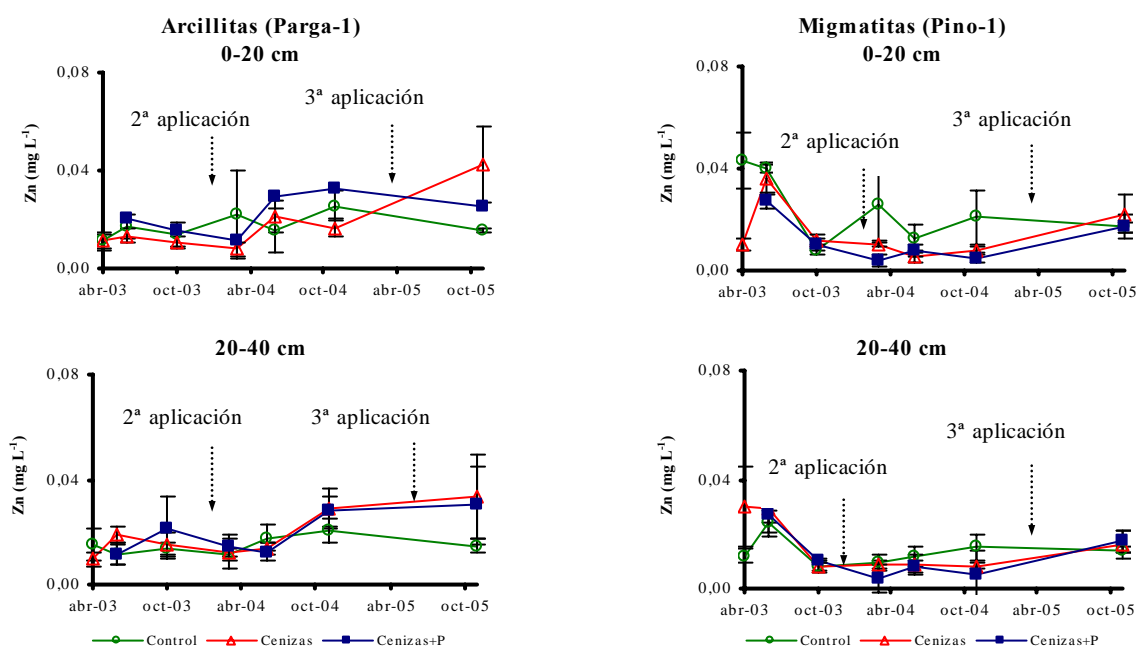 Arcillitas (Parga-1)
0-20 cm
0,08
0,04
0,00
Zn (mg L-1)
2ª aplicación
3ª aplicación
abr-03 oct-03 abr-04 oct-04 abr-05 oct-05
Migmatitas (Pino-1)
0-20 cm
0,08
0,04
0,00
Zn (mg L-1)
2ª aplicación
3ª aplicación
abr-03 oct-03 abr-04 oct-04 abr-05 oct-05
20-40 cm
0,08
0,04
0,00
Zn (mg L-1)
2ª aplicación
3ª aplicación
abr-03 oct-03 abr-04 oct-04 abr-05 oct-05
Control Cenizas Cenizas+P
20-40 cm
0,08
0,04
0,00
Zn (mg L-1)
2ª aplicación
3ª aplicación
abr-03 oct-03 abr-04 oct-04 abr-05 oct-05
Control Cenizas Cenizas+P